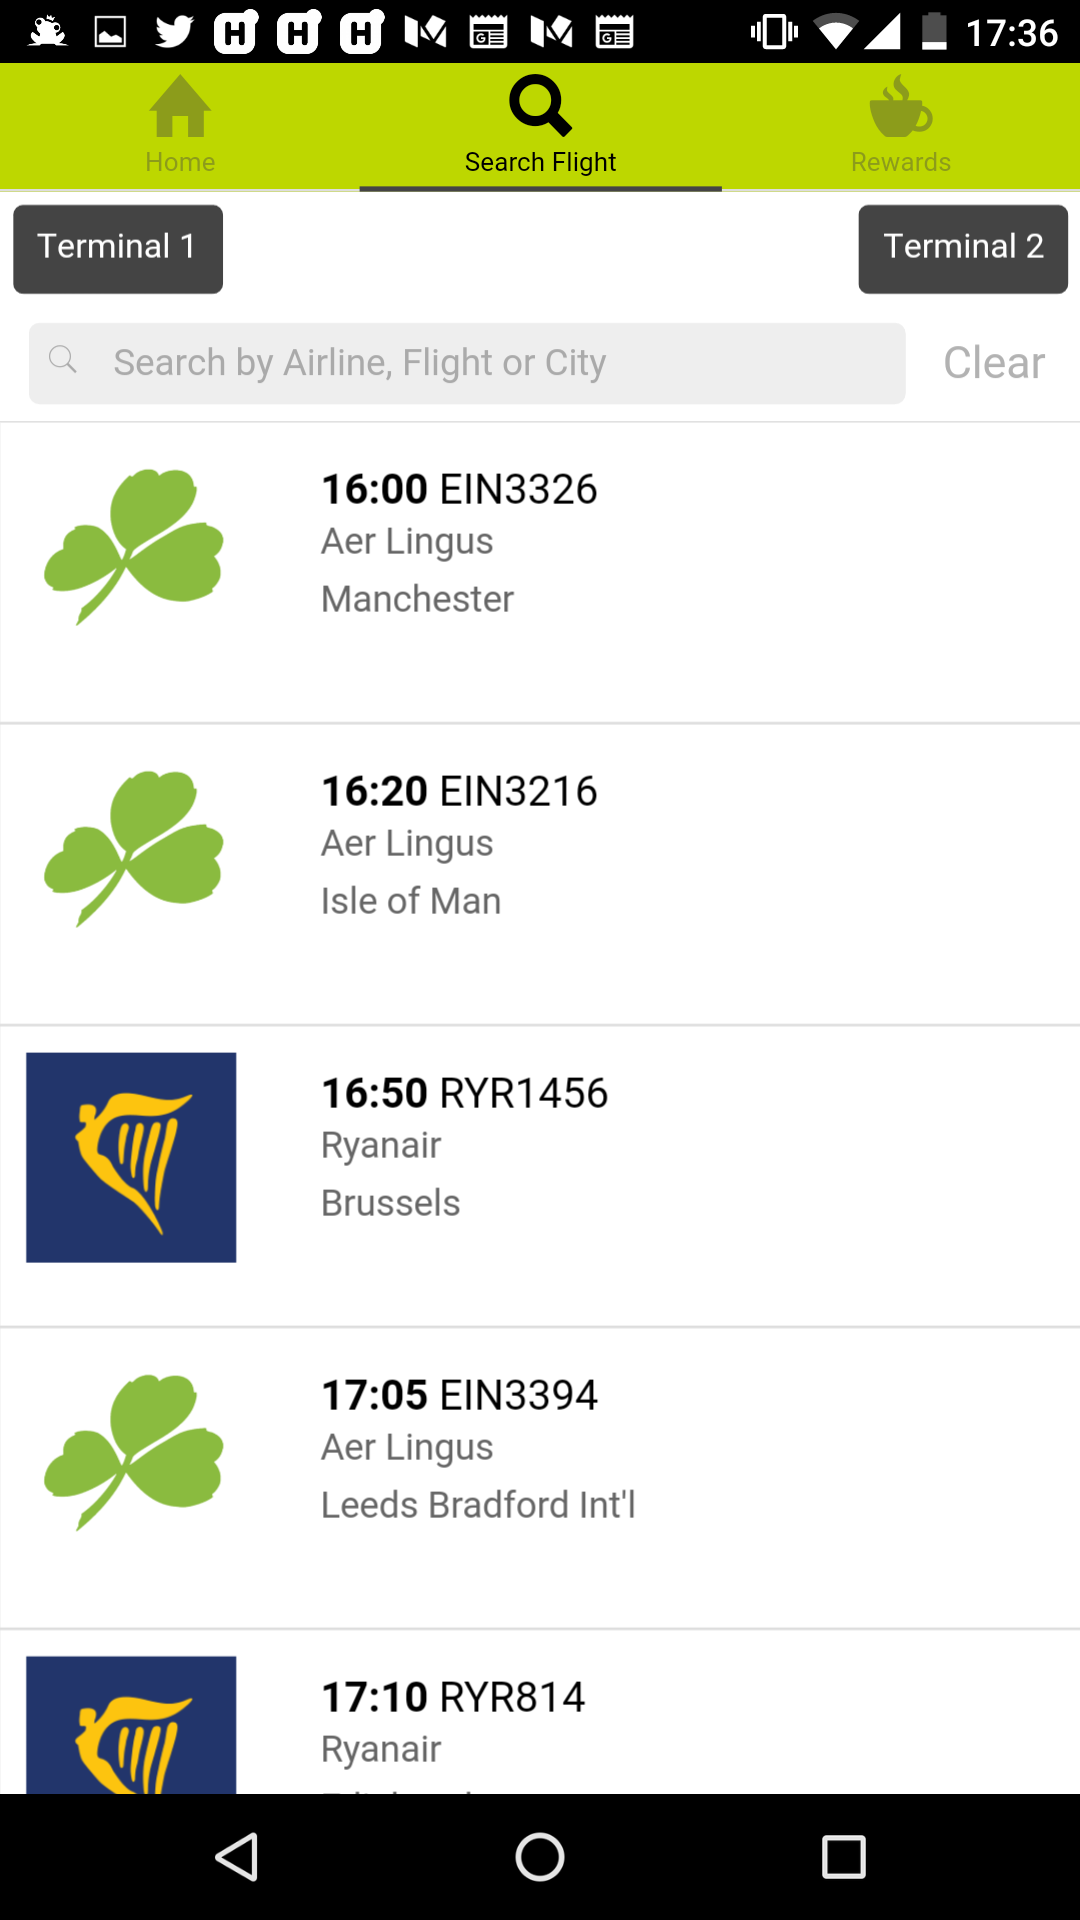 17:36
Home
Search Flight
Rewards
Terminal 1
Terminal 2
Search by Airline, Flight or City
Clear
16:00 EIN3326
Aer Lingus
Manchester
16:20 EIN3216
Aer Lingus
Isle of Man
16:50 RYR1456
Ryanair
Brussels
17:05 EIN3394
Aer Lingus
Leeds Bradford Int'l
17:10 RYR814
Ryanair